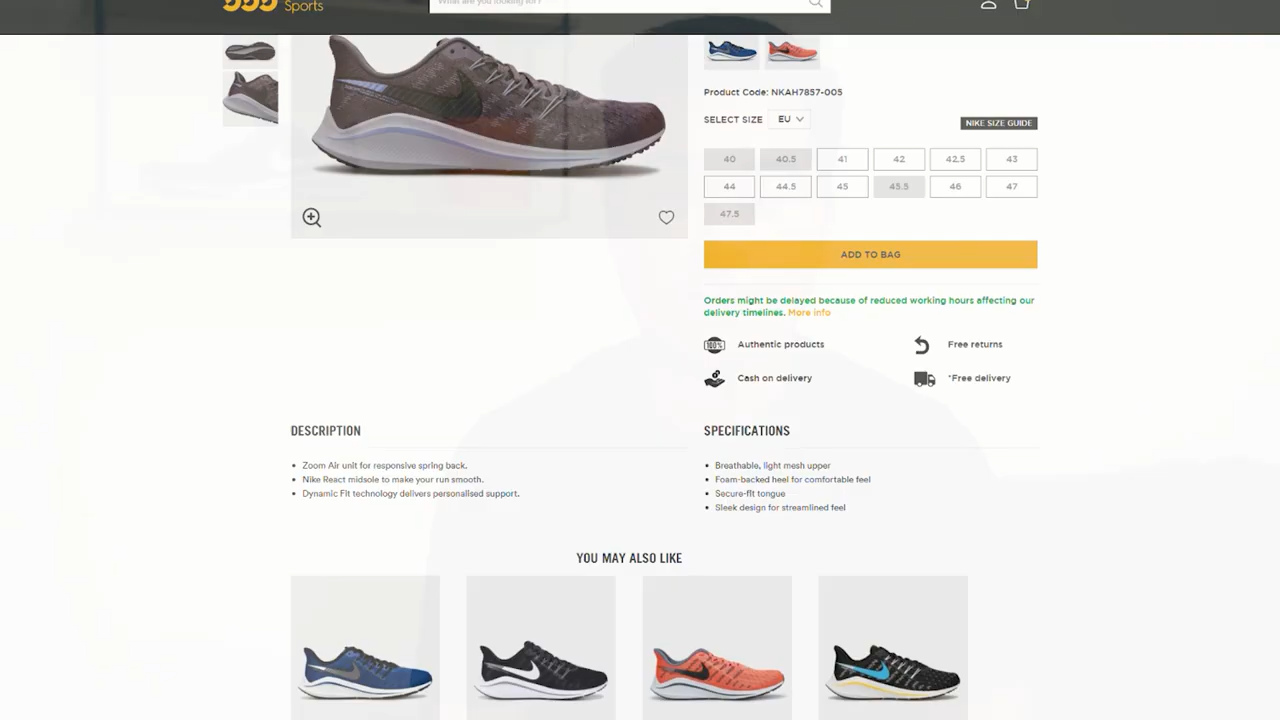 Sports
What are you looking for?
Product Code: NKAH7857-005
SELECT SIZE EU
NIKE SIZE GUIDE
40 40.5 41 42 42.5 43
44 44.5 45 45.5 46 47
47.5
ADD TO BAG
Orders might be delayed because of reduced working hours affecting our
delivery timelines. More info
100% Authentic products Free returns
Cash on delivery *Free delivery
DESCRIPTION
Zoom Air unit for responsive spring back.
Nike React midsole to make your run smooth.
Dynamic Fit technology delivers personalised support.
SPECIFICATIONS
Breathable, light mesh upper
Foam-backed heel for comfortable feel
Secure-fit tongue
Sleek design for streamlined feel
YOU MAY ALSO LIKE